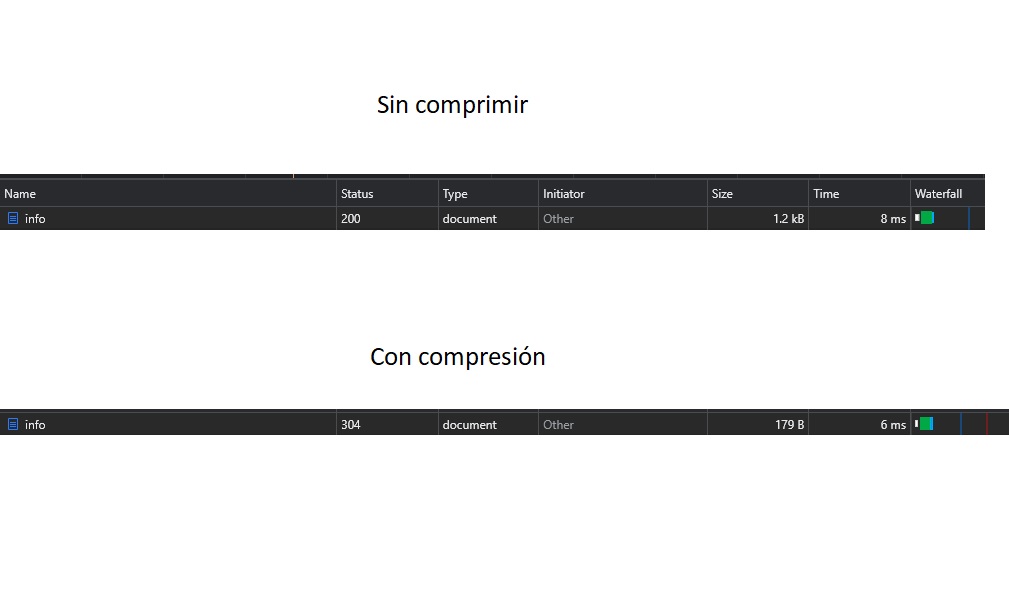 Sin comprimir
Name Status Type Initiator Size Time Waterfall
info 200 document Other 1.2 kB 8 ms
Con compresión
info 304 document Other 179 B 6 ms